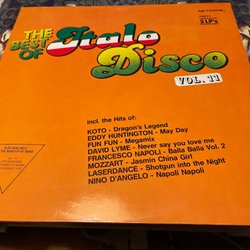 THE
BEST
OF
Italo
Disco
VOL. 11
2 LP's
incl. the Hits of:
KOTO - Dragon's Legend
EDDY HUNTINGTON - May Day
FUN FUN - Megamix
DAVID LYME - Never say you love me
FRANCESCO NAPOLI - Balla Balla Vol. 2
MOZZART - Jasmin China Girl
LASERDANCE - Shotgun into the Night
NINO D'ANGELO - Napoli Napoli